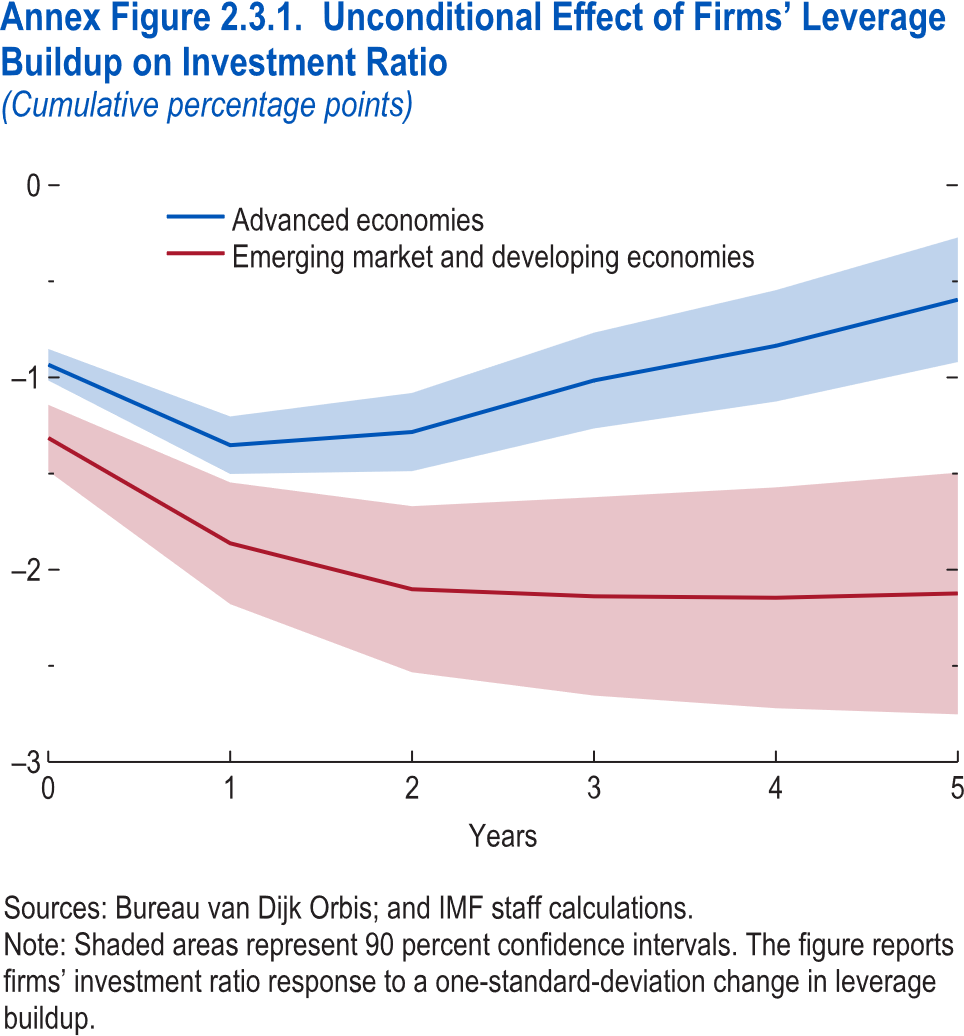 Annex Figure 2.3.1. Unconditional Effect of Firms’ Leverage
Buildup on Investment Ratio
(Cumulative percentage points)
0
Advanced economies
Emerging market and developing economies
–1
–2
–3
0 1 2 3 4 5
Years
Sources: Bureau van Dijk Orbis; and IMF staff calculations.
Note: Shaded areas represent 90 percent confidence intervals. The figure reports
firms’ investment ratio response to a one-standard-deviation change in leverage
buildup.